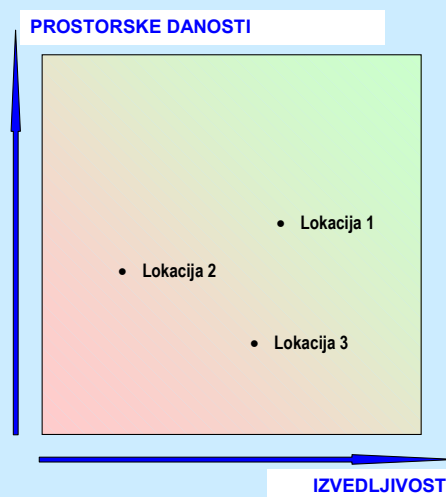 PROSTORSKE DANOSTI
Lokacija 1
Lokacija 2
Lokacija 3
IZVEDLJIVOST